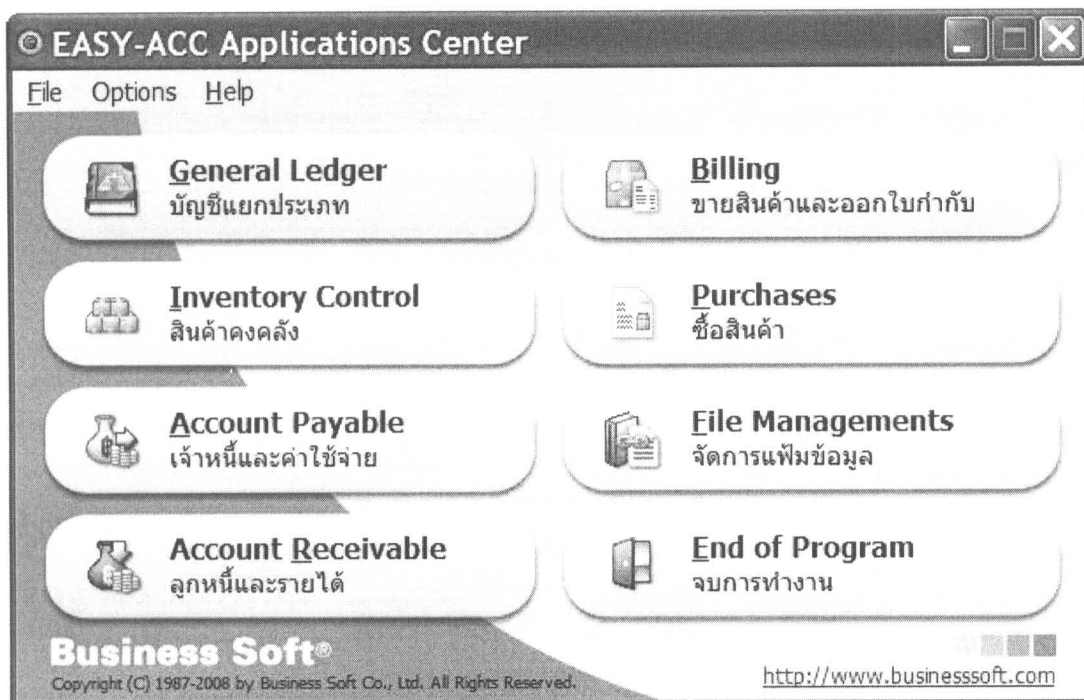 EASY-ACC Applications Center
File Options Help
General Ledger
บัญชีแยกประเภท
Billing
ขายสินค้าและออกใบกำกับ
Inventory Control
สินค้าคงคลัง
Purchases
ซื้อสินค้า
Account Payable
เจ้าหนี้และค่าใช้จ่าย
File Managements
จัดการแฟ้มข้อมูล
Account Receivable
ลูกหนี้และรายได้
End of Program
จบการทำงาน
Business Soft®
Copyright (C) 1987-2008 by Business Soft Co., Ltd. All Rights Reserved.
http://www.businesssoft.com